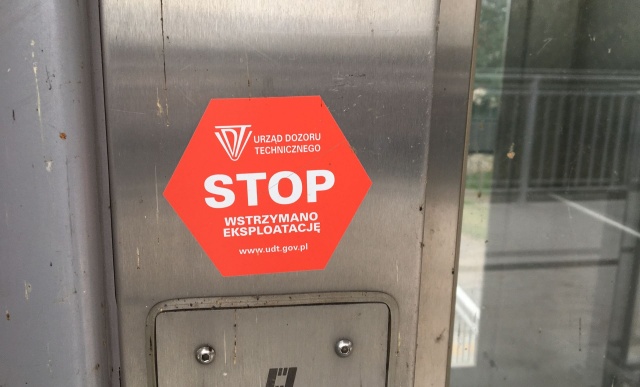 UDT URZĄD DOZORU
TECHNICZNEGO
STOP
WSTRZYMANO
EKSPLOATACJĘ
www.udt.gov.pl